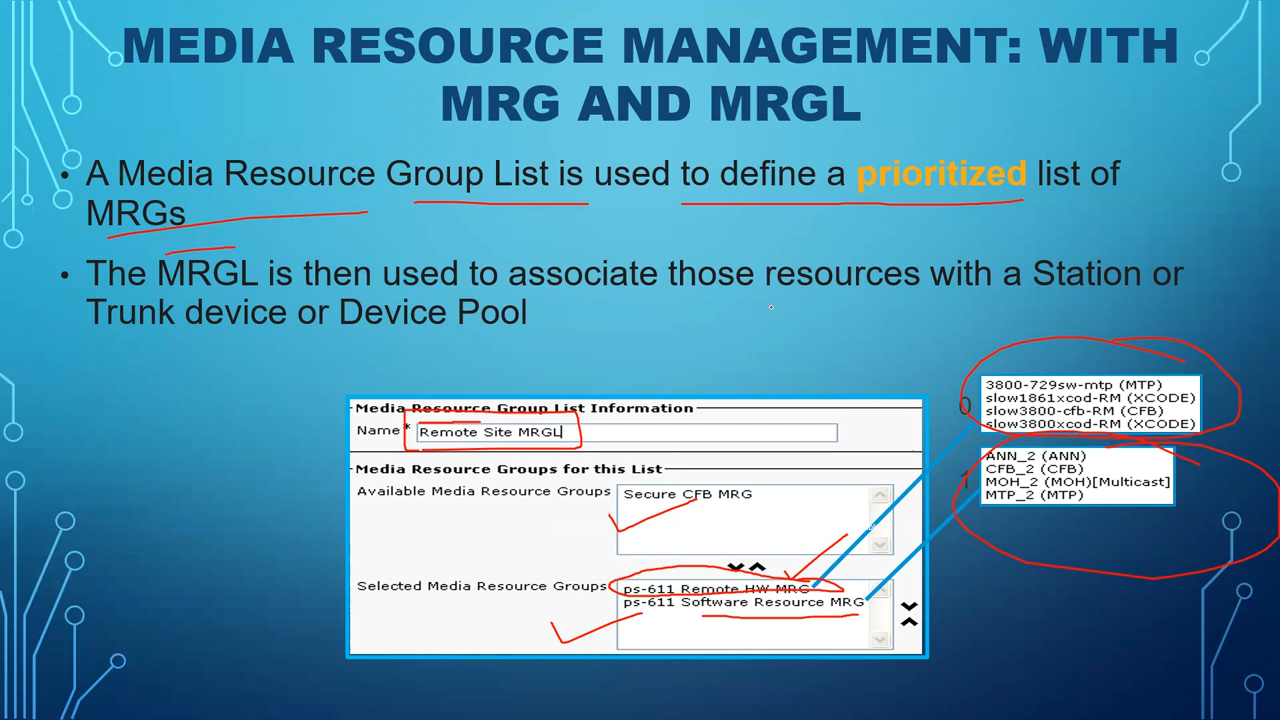 MEDIA RESOURCE MANAGEMENT: WITH
MRG AND MRGL
• A Media Resource Group List is used to define a prioritized list of
MRGs
• The MRGL is then used to associate those resources with a Station or
Trunk device or Device Pool
Media Resource Group List Information
Name* Remote Site MRGL
Media Resource Groups for this List
Available Media Resource Groups
Secure CFB MRG
Selected Media Resource Groups
ps-611 Remote HW MRG
ps-611 Software Resource MRG
0
3800-729sw-mtp (MTP)
slow1861xcod-RM (XCODE)
slow3800-cfb-RM (CFB)
slow3800xcod-RM (XCODE)
1
ANN_2 (ANN)
CFB_2 (CFB)
MOH_2 (MOH)[Multicast]
MTP_2 (MTP)